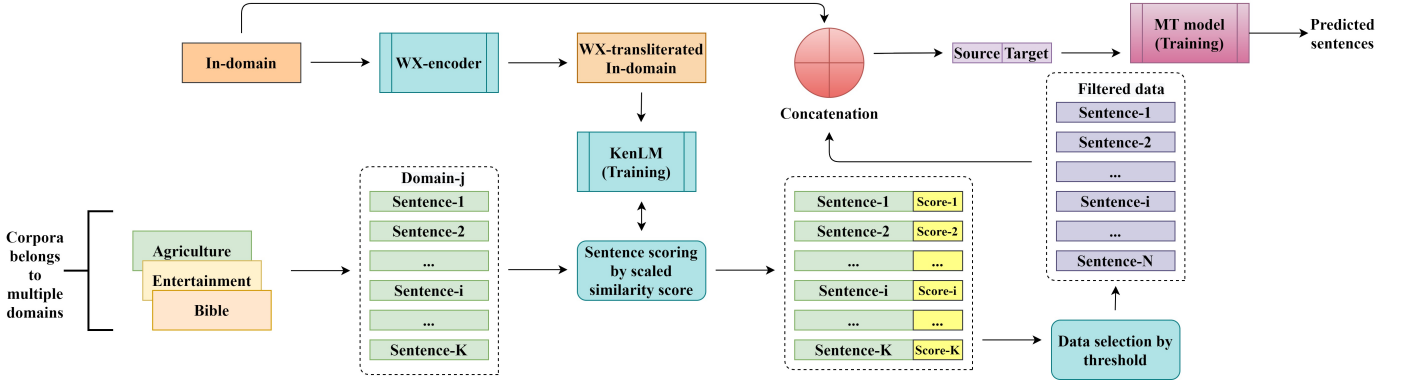 In-domain
WX-encoder
WX-transliterated
In-domain
Concatenation
Source Target
MT model
(Training)
Predicted
sentences
KenLM
(Training)
Corpora
belongs
to
multiple
domains
Agriculture
Entertainment
Bible
Domain-j
Sentence-1
Sentence-2
...
Sentence-i
...
Sentence-K
Sentence scoring
by scaled
similarity score
Sentence-1 Score-1
Sentence-2 Score-2
... ...
Sentence-i Score-i
... ...
Sentence-K Score-K
Data selection by
threshold
Filtered data
Sentence-1
Sentence-2
...
Sentence-i
...
Sentence-N